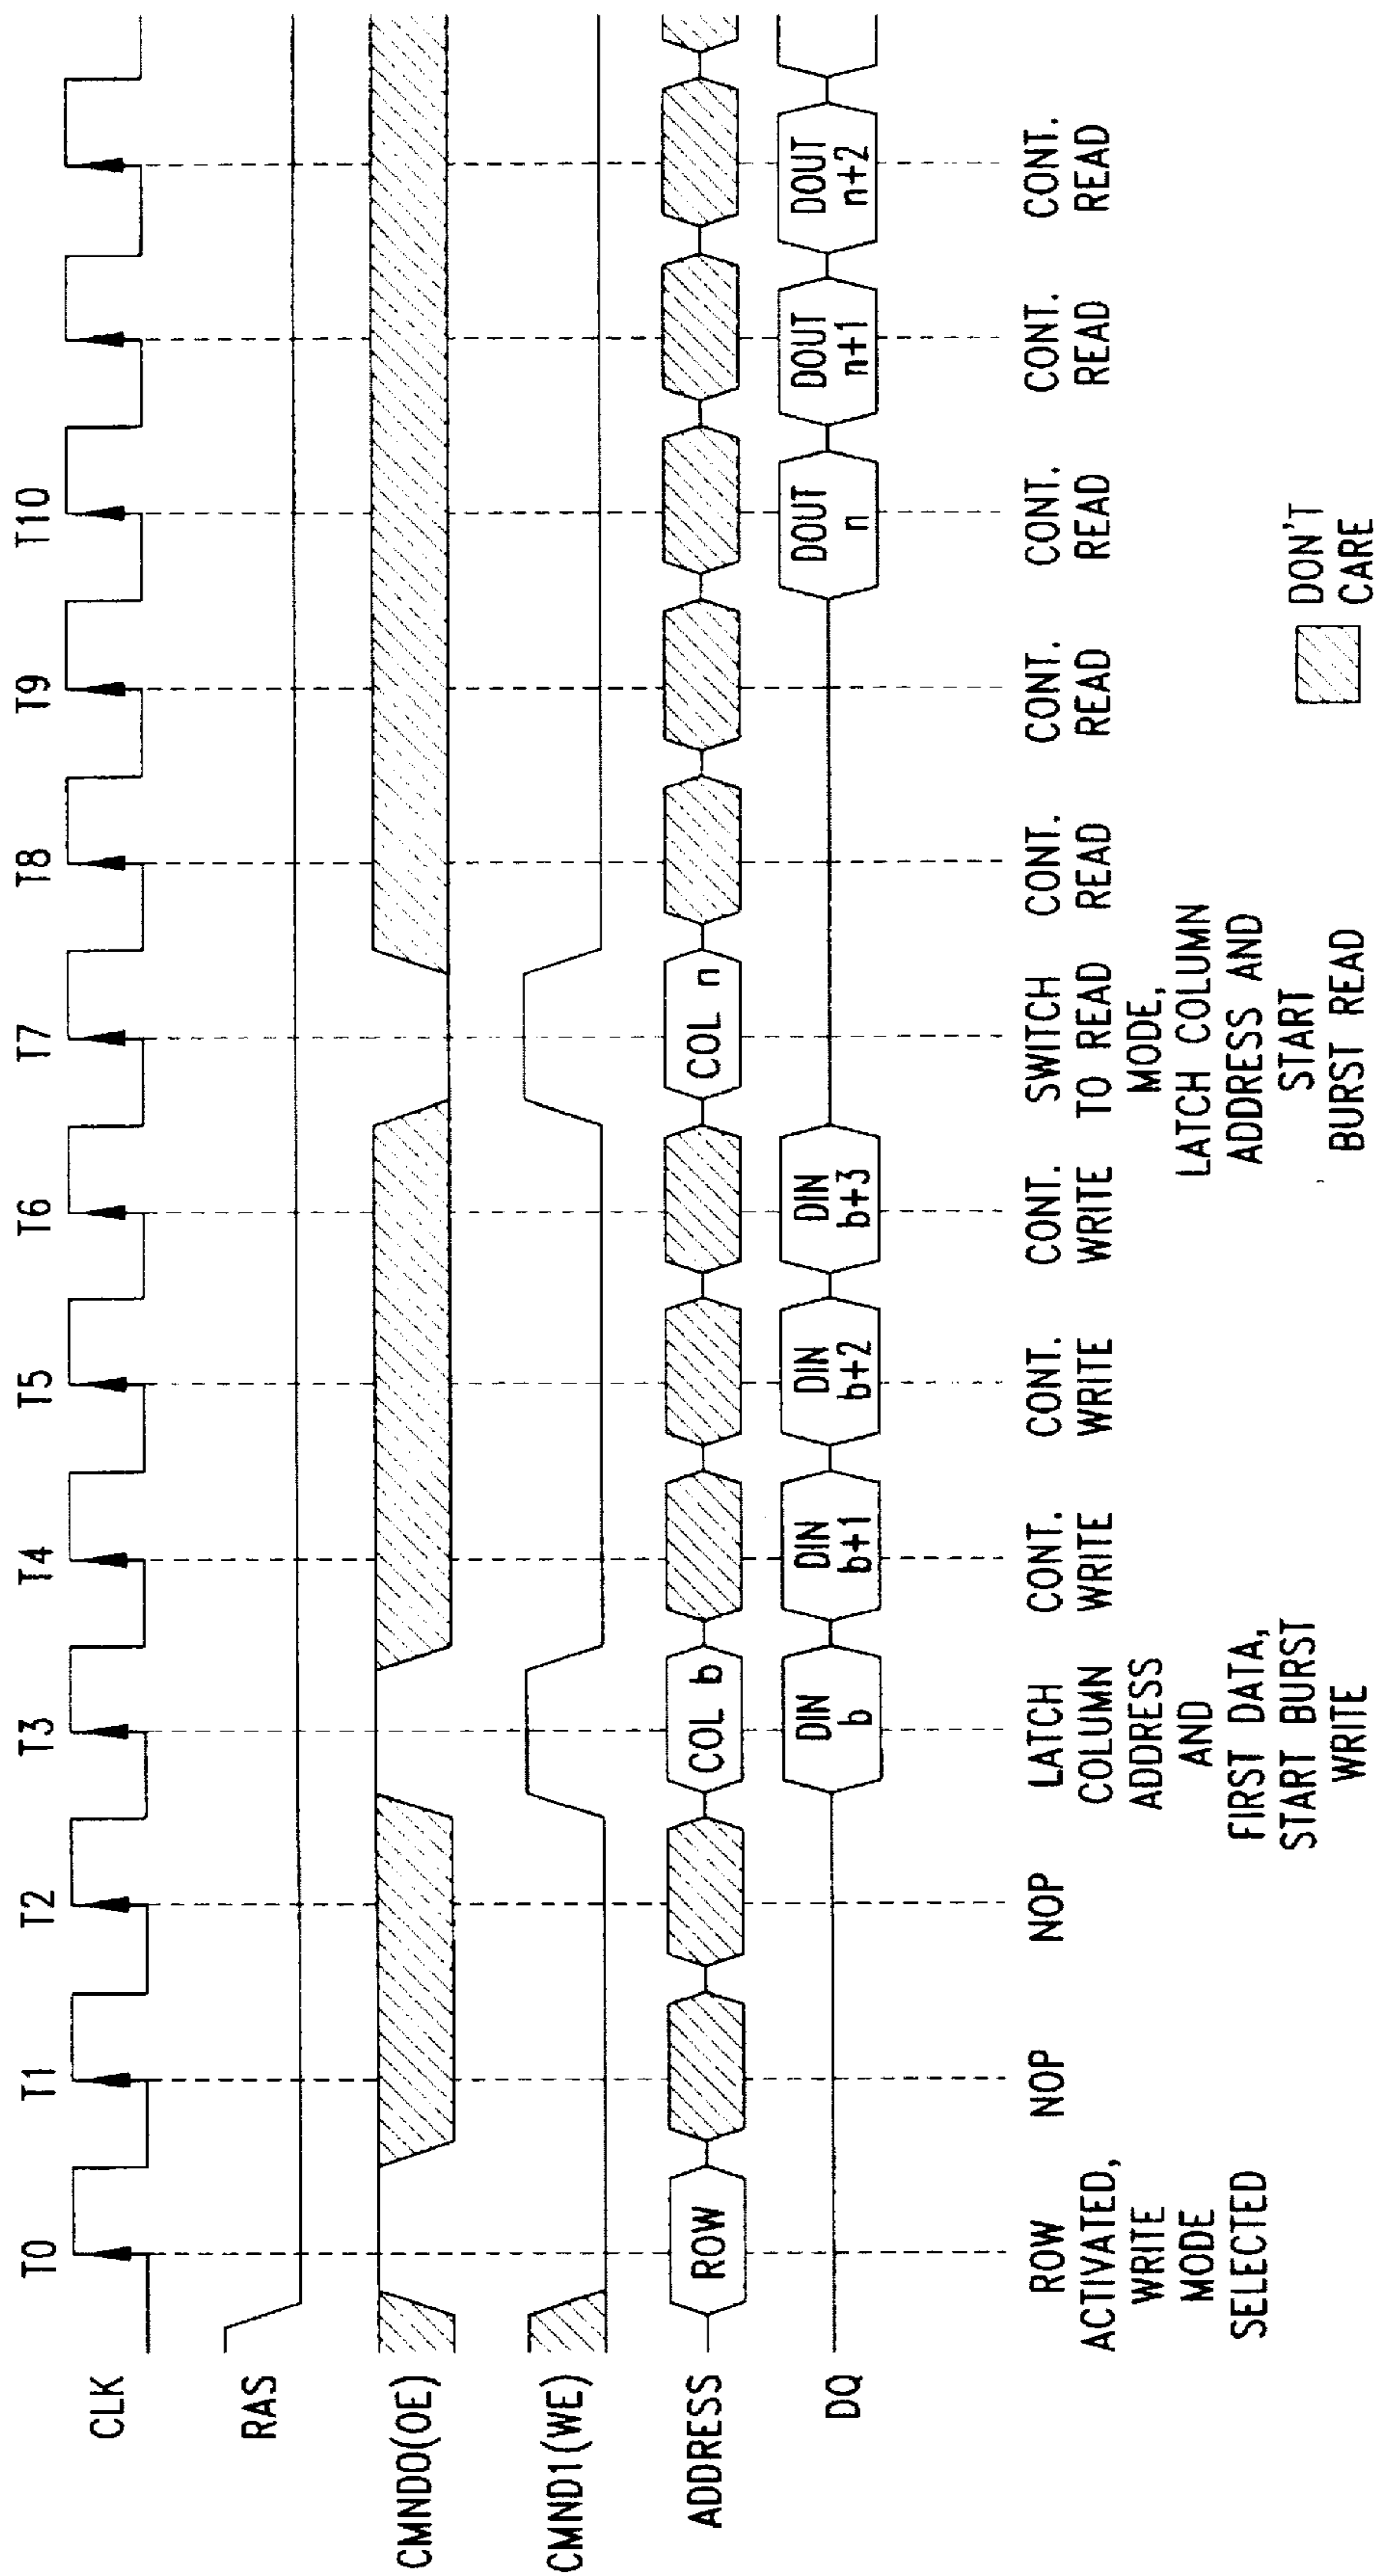 T0 T1 T2 T3 T4 T5 T6 T7 T8 T9 T10
CLK
RAS
CMND0(OE)
CMND1(WE)
ADDRESS
ROW
COL b
COL n
DQ
DIN
b
DIN
b+1
DIN
b+2
DIN
b+3
DOUT
n
DOUT
n+1
DOUT
n+2
ROW
ACTIVATED,
WRITE
MODE
SELECTED
NOP
NOP
LATCH
COLUMN
ADDRESS
AND
FIRST DATA,
START BURST
WRITE
CONT.
WRITE
CONT.
WRITE
CONT.
WRITE
SWITCH
TO READ
MODE,
LATCH COLUMN
ADDRESS AND
START
BURST READ
CONT.
READ
CONT.
READ
CONT.
READ
CONT.
READ
CONT.
READ
DON'T
CARE